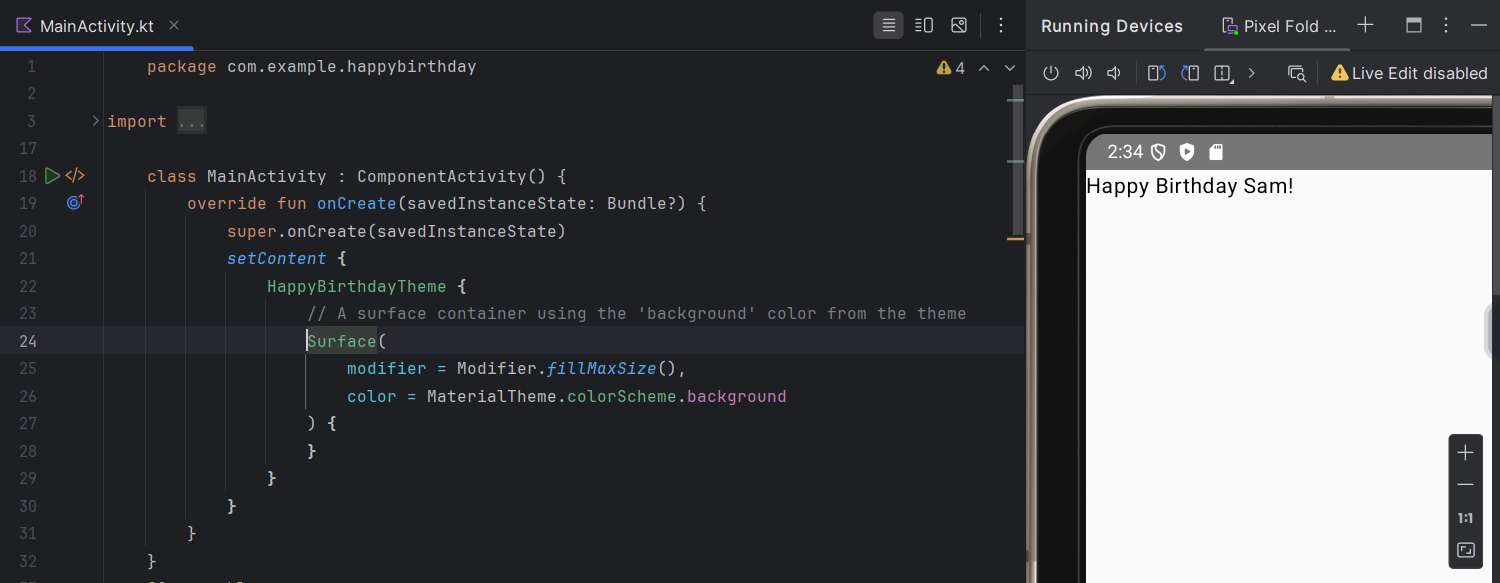 MainActivity.kt
Running Devices
Pixel Fold ...
4
Live Edit disabled
1 package com.example.happybirthday
2
3 import ...
17
18 class MainActivity : ComponentActivity() {
19 override fun onCreate(savedInstanceState: Bundle?) {
20 super.onCreate(savedInstanceState)
21 setContent {
22 HappyBirthdayTheme {
23 // A surface container using the 'background' color from the theme
24 Surface(
25 modifier = Modifier.fillMaxSize(),
26 color = MaterialTheme.colorScheme.background
27 ) {
28 }
29 }
30 }
31 }
32 }
2:34
Happy Birthday Sam!
1:1